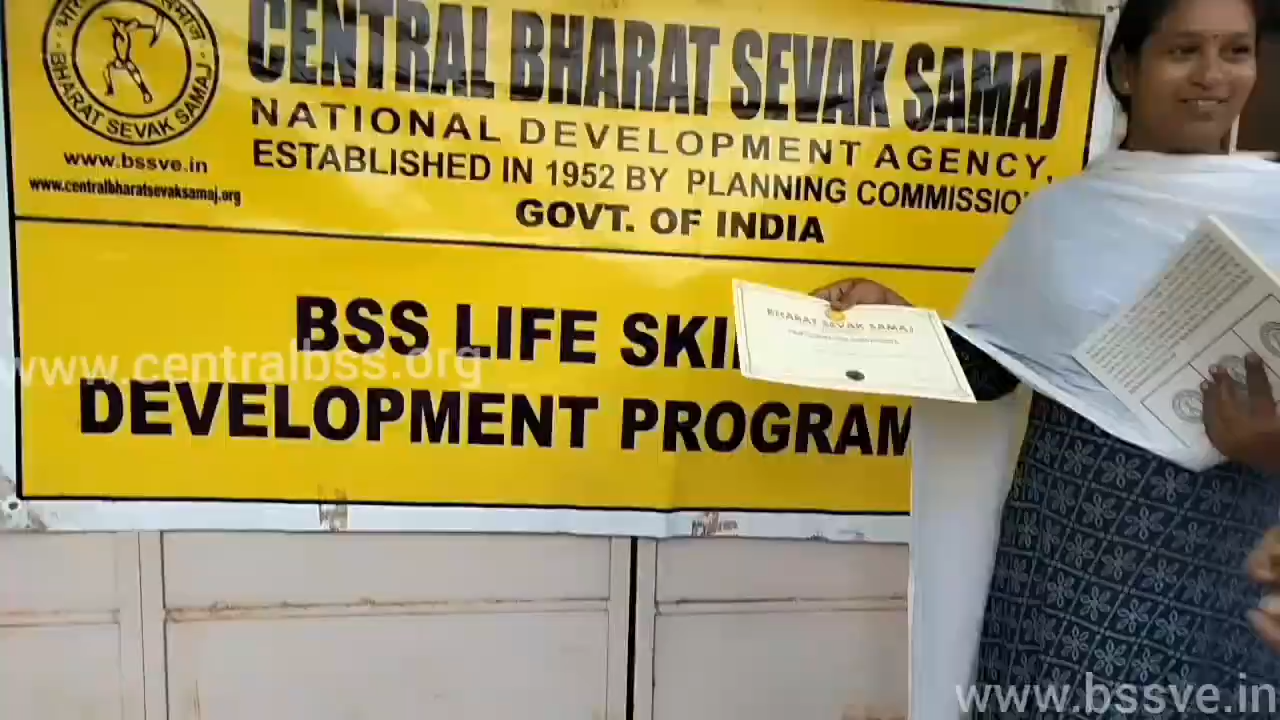 BHARAT SEVAK SAMAJ
www.bssve.in
www.centralbharatsevaksamaj.org
CENTRAL BHARAT SEVAK SAMAJ
NATIONAL DEVELOPMENT AGENCY,
ESTABLISHED IN 1952 BY PLANNING COMMISSIO
GOVT. OF INDIA
BSS LIFE SKI
DEVELOPMENT PROGRAM
www.centralbss.org
BHARAT SEVAK SAMAJ
www.bssve.in